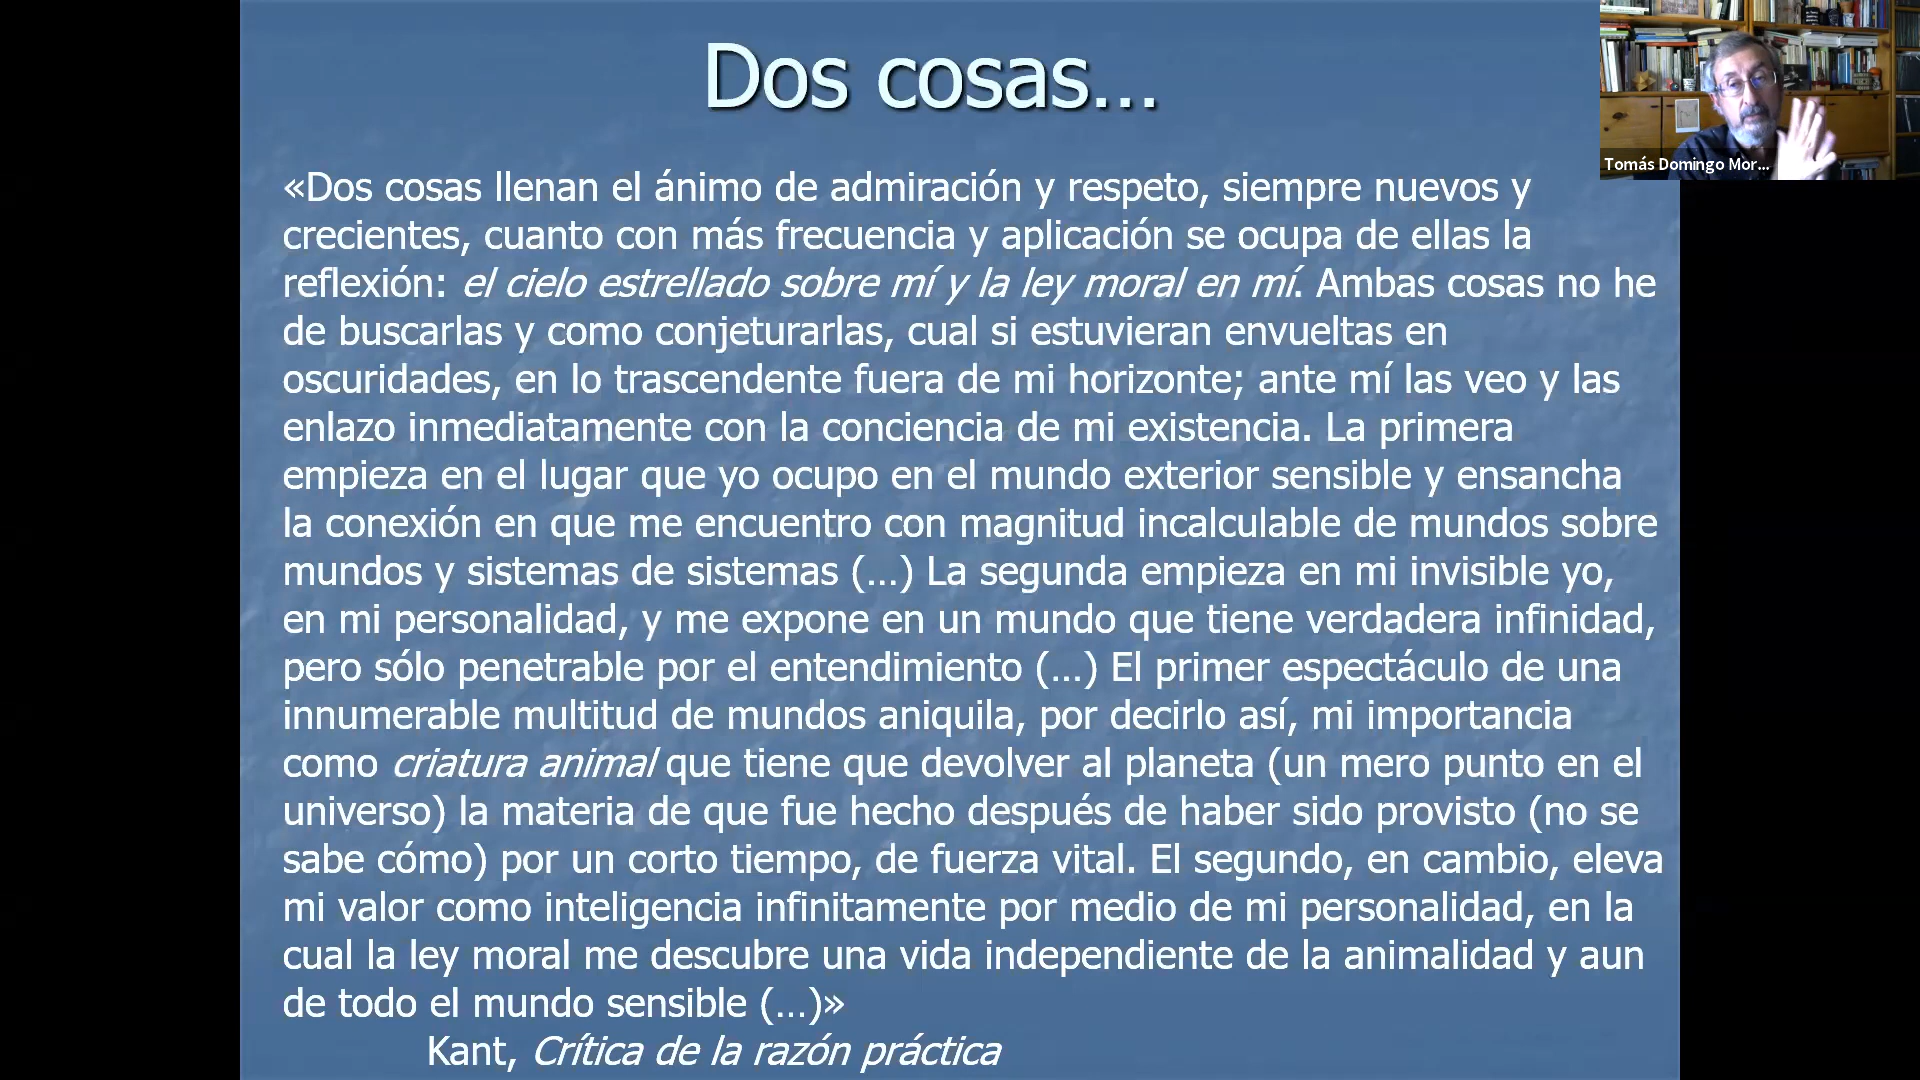 Dos cosas...
«Dos cosas llenan el ánimo de admiración y respeto, siempre nuevos y
crecientes, cuanto con más frecuencia y aplicación se ocupa de ellas la
reflexión: el cielo estrellado sobre mí y la ley moral en mí. Ambas cosas no he
de buscarlas y como conjeturarlas, cual si estuvieran envueltas en
oscuridades, en lo trascendente fuera de mi horizonte; ante mí las veo y las
enlazo inmediatamente con la conciencia de mi existencia. La primera
empieza en el lugar que yo ocupo en el mundo exterior sensible y ensancha
la conexión en que me encuentro con magnitud incalculable de mundos sobre
mundos y sistemas de sistemas (...) La segunda empieza en mi invisible yo,
en mi personalidad, y me expone en un mundo que tiene verdadera infinidad,
pero sólo penetrable por el entendimiento (...) El primer espectáculo de una
innumerable multitud de mundos aniquila, por decirlo así, mi importancia
como criatura animal que tiene que devolver al planeta (un mero punto en el
universo) la materia de que fue hecho después de haber sido provisto (no se
sabe cómo) por un corto tiempo, de fuerza vital. El segundo, en cambio, eleva
mi valor como inteligencia infinitamente por medio de mi personalidad, en la
cual la ley moral me descubre una vida independiente de la animalidad y aun
de todo el mundo sensible (...)»
Kant, Crítica de la razón práctica
Tomás Domingo Mor...